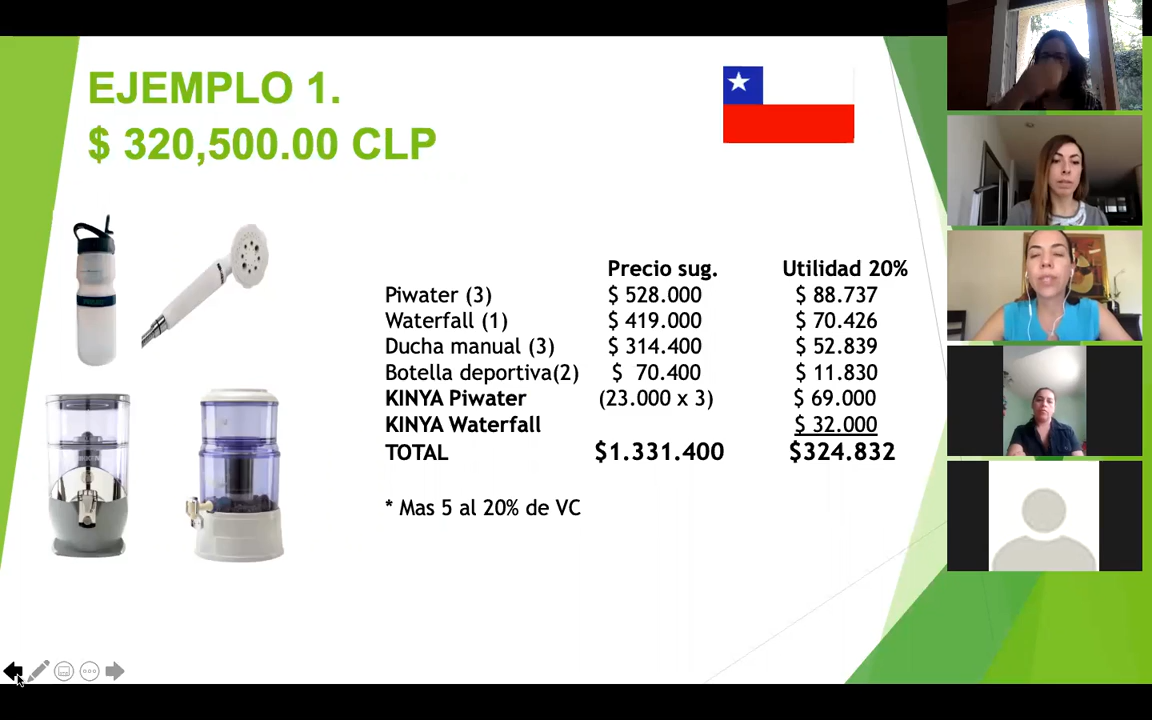 EJEMPLO 1.
$ 320,500.00 CLP
Precio sug. Utilidad 20%
Piwater (3) $ 528.000 $ 88.737
Waterfall (1) $ 419.000 $ 70.426
Ducha manual (3) $ 314.400 $ 52.839
Botella deportiva(2) $ 70.400 $ 11.830
KINYA Piwater (23.000 x 3) $ 69.000
KINYA Waterfall $ 32.000
TOTAL $1.331.400 $324.832
* Mas 5 al 20% de VC